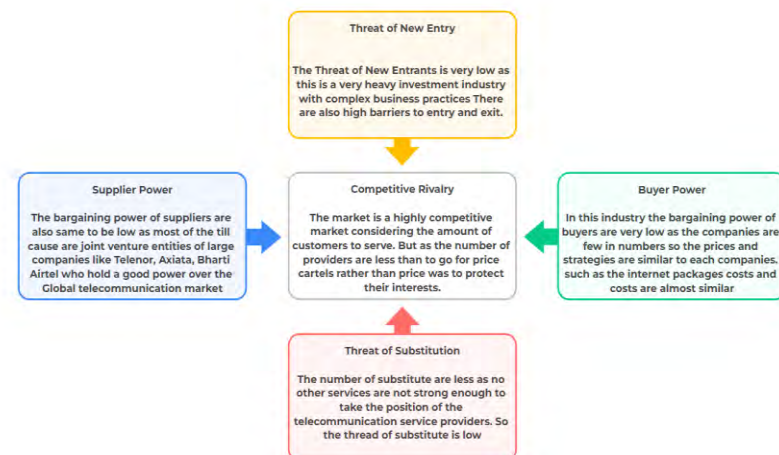 Threat of New Entry
The Threat of New Entrants is very low as
this is a very heavy investment industry
with complex business practices There
are also high barriers to entry and exit.
Supplier Power
The bargaining power of suppliers are
also same to be low as most of the till
cause are joint venture entities of large
companies like Telenor, Axiata, Bharti
Airtel who hold a good power over the
Global telecommunication market
Competitive Rivalry
The market is a highly competitive
market considering the amount of
customers to serve. But as the number of
providers are less than to go for price
cartels rather than price was to protect
their interests.
Buyer Power
In this industry the bargaining power of
buyers are very low as the companies are
few in numbers so the prices and
strategies are similar to each companies.
such as the internet packages costs and
costs are almost similar
Threat of Substitution
The number of substitute are less as no
other services are not strong enough to
take the position of the
telecommunication service providers. So
the thread of substitute is low